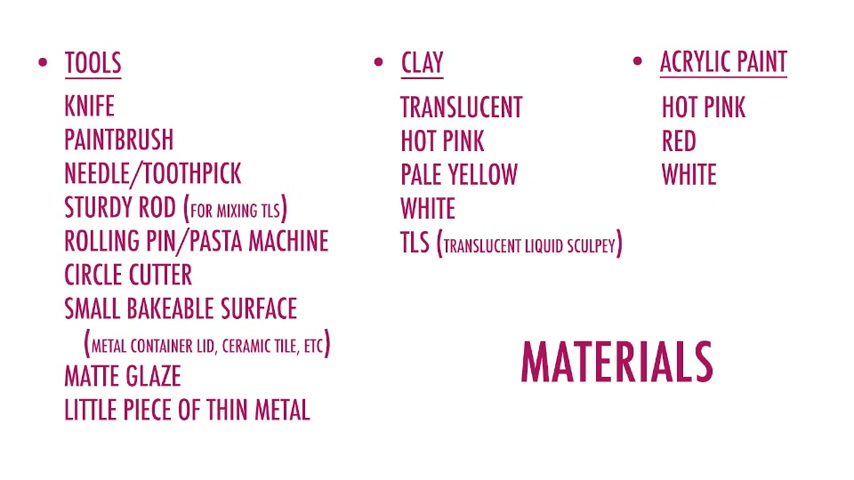 • TOOLS
KNIFE
PAINTBRUSH
NEEDLE/TOOTHPICK
STURDY ROD (FOR MIXING TLS)
ROLLING PIN/PASTA MACHINE
CIRCLE CUTTER
SMALL BAKEABLE SURFACE
(METAL CONTAINER LID, CERAMIC TILE, ETC)
MATTE GLAZE
LITTLE PIECE OF THIN METAL
• CLAY
TRANSLUCENT
HOT PINK
PALE YELLOW
WHITE
TLS (TRANSLUCENT LIQUID SCULPEY)
• ACRYLIC PAINT
HOT PINK
RED
WHITE
MATERIALS